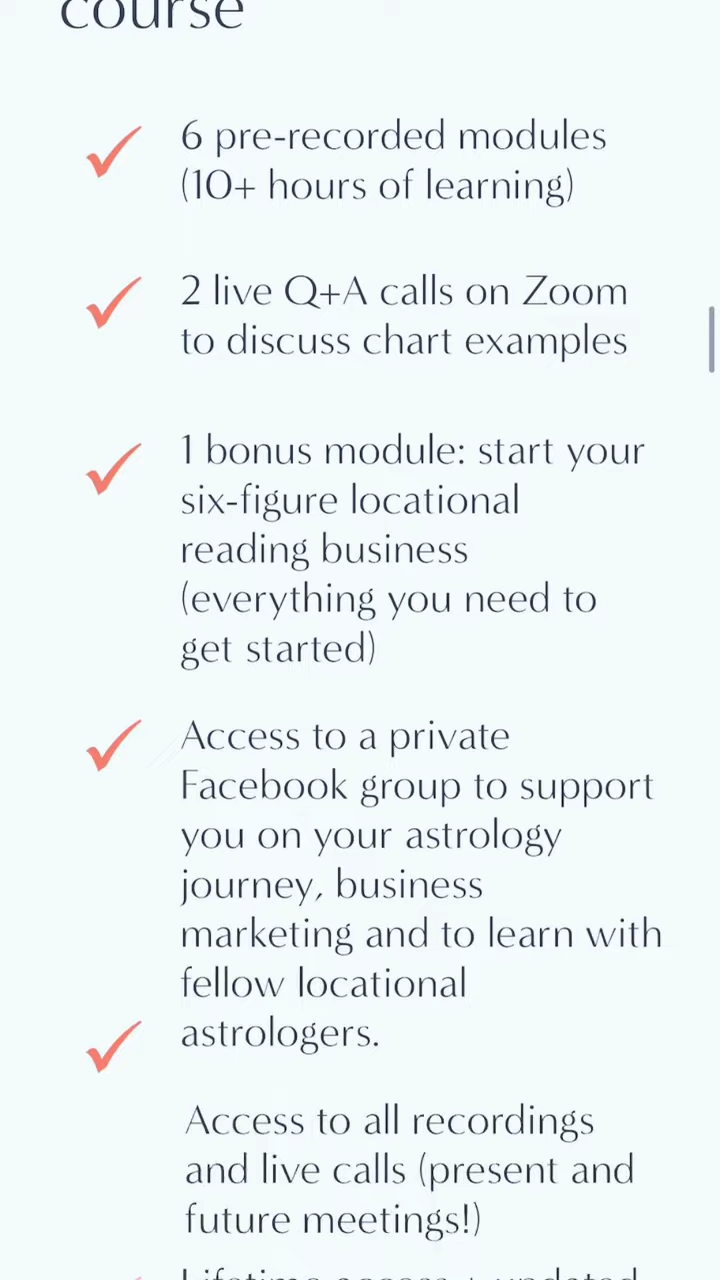 course
6 pre-recorded modules
(10+ hours of learning)
2 live Q+A calls on Zoom
to discuss chart examples
1 bonus module: start your
six-figure locational
reading business
(everything you need to
get started)
Access to a private
Facebook group to support
you on your astrology
journey, business
marketing and to learn with
fellow locational
astrologers.
Access to all recordings
and live calls (present and
future meetings!)
Lifetime access + updated